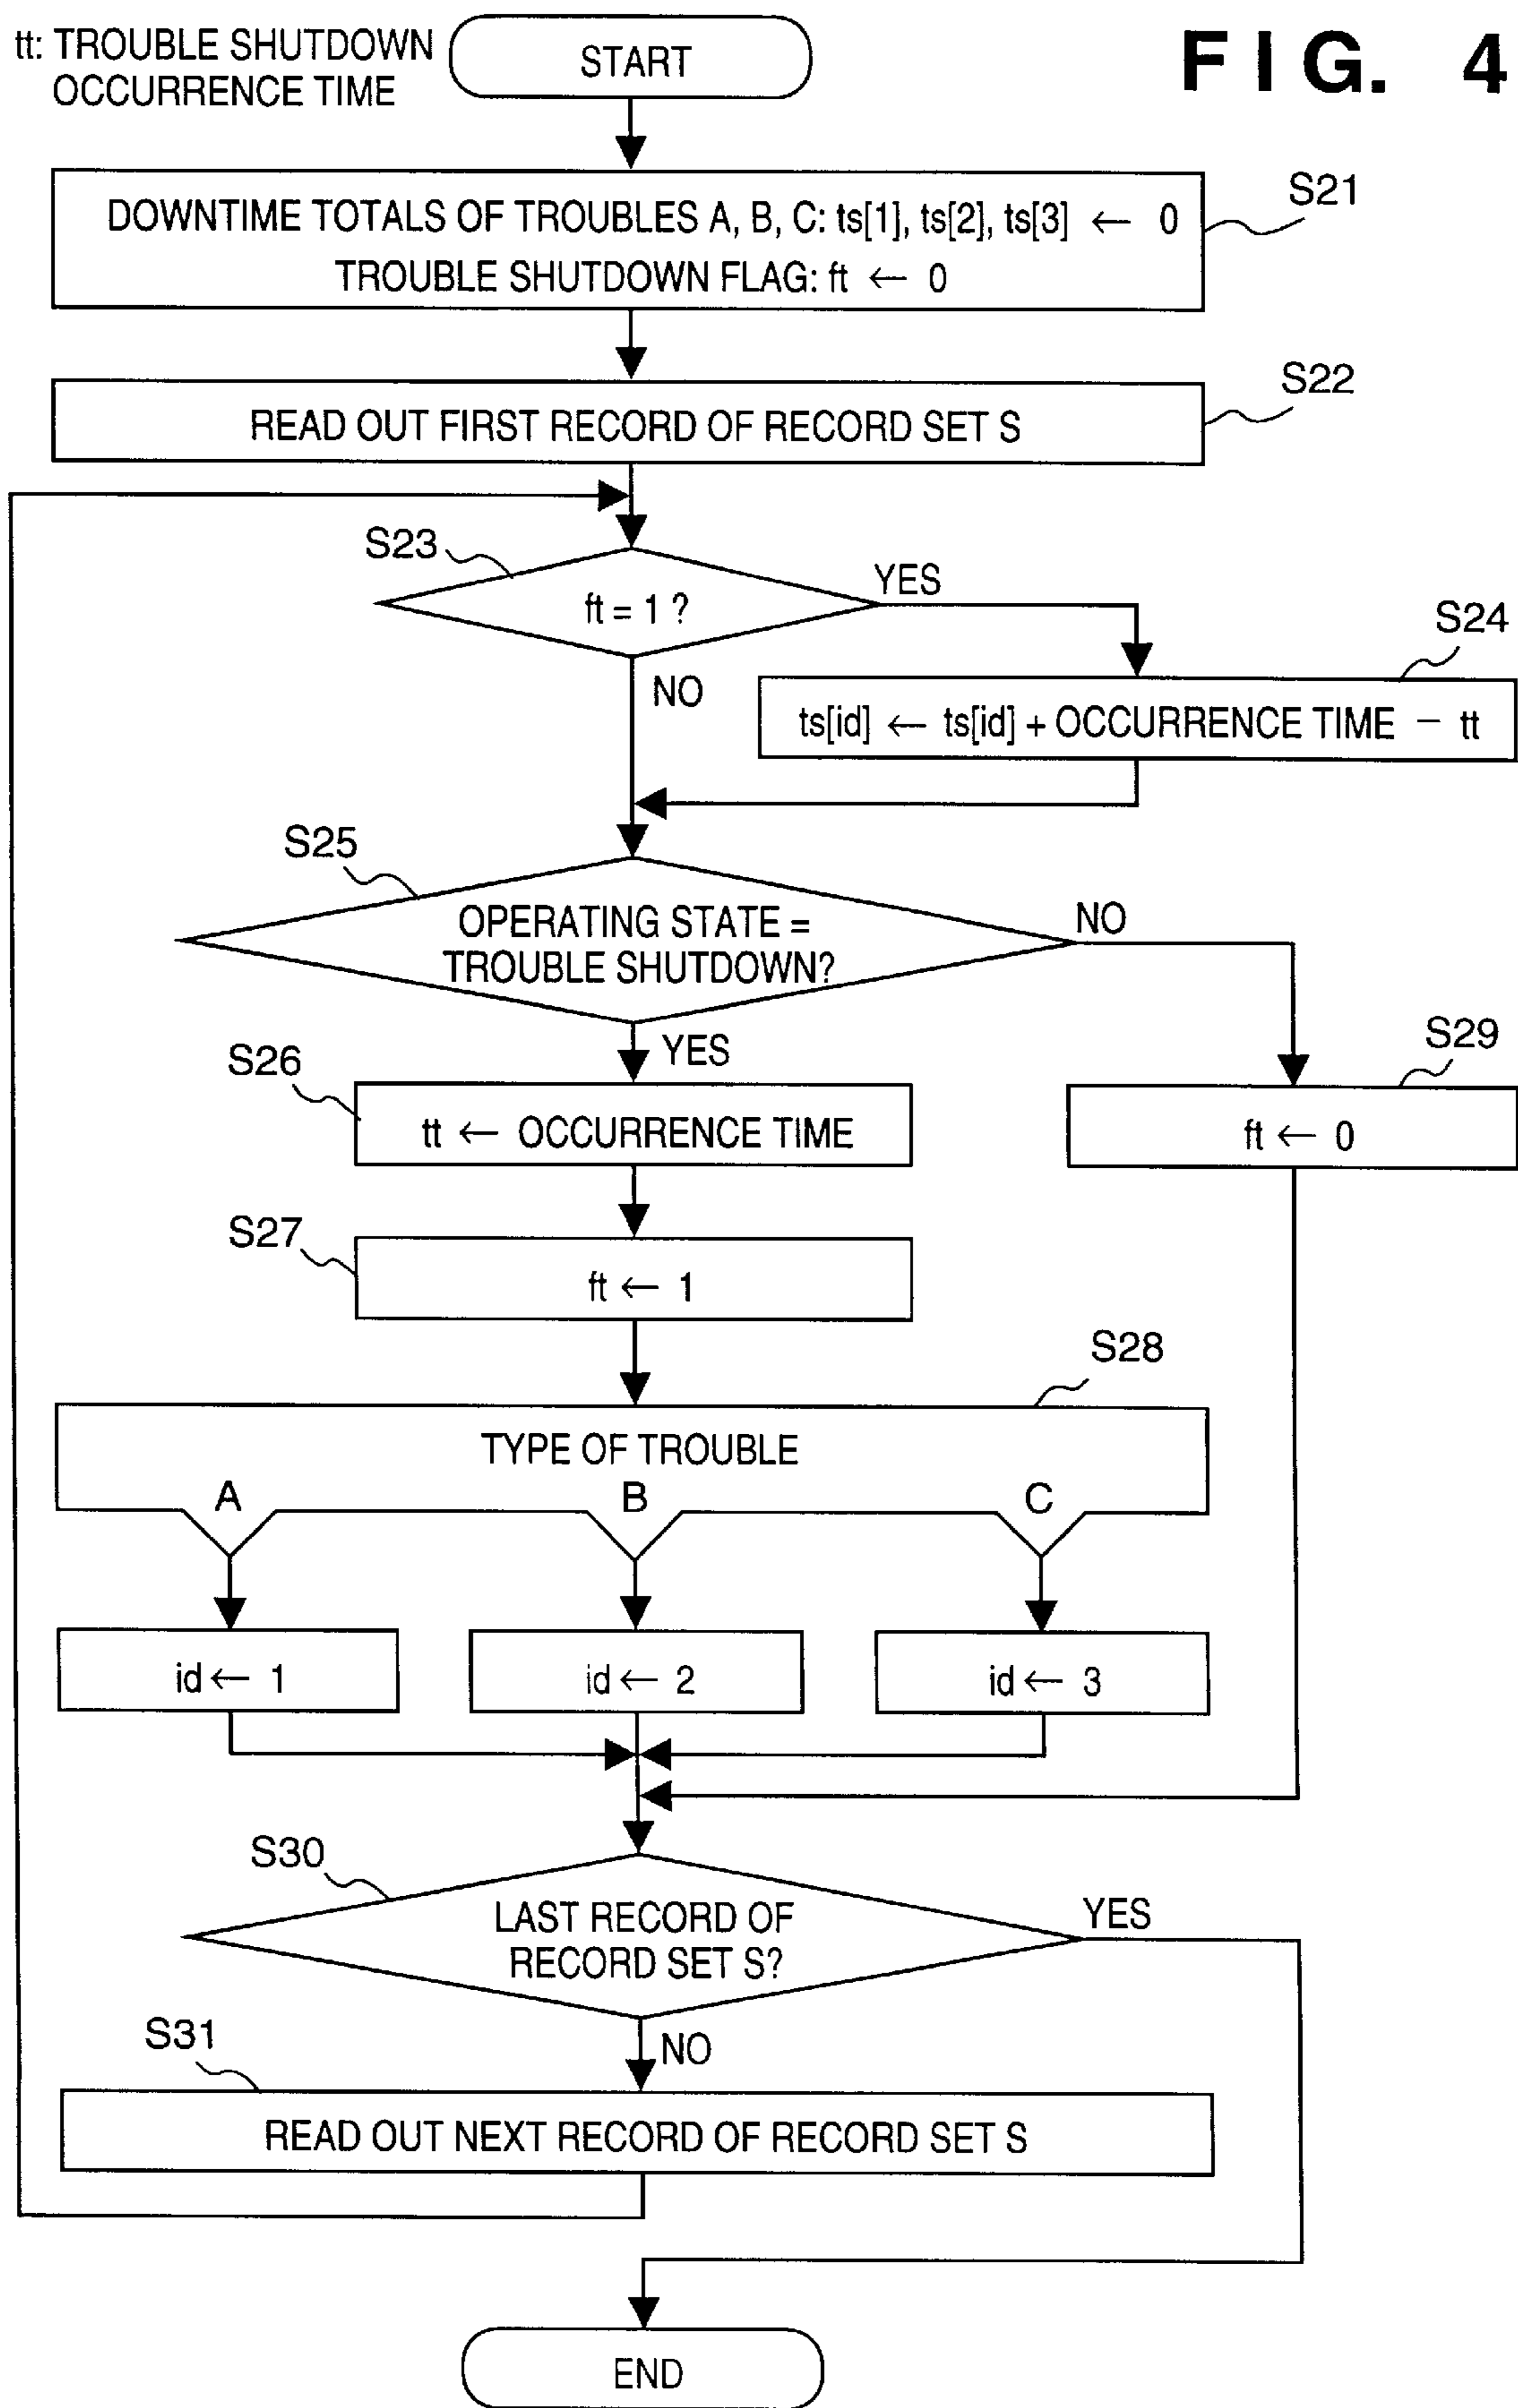 tt: TROUBLE SHUTDOWN
OCCURRENCE TIME
START
FIG. 4
DOWNTIME TOTALS OF TROUBLES A, B, C: ts[1], ts[2], ts[3] ← 0
TROUBLE SHUTDOWN FLAG: ft ← 0
S21
READ OUT FIRST RECORD OF RECORD SET S
S22
S23
ft = 1 ?
YES
NO
S24
ts[id] ← ts[id] + OCCURRENCE TIME − tt
S25
OPERATING STATE =
TROUBLE SHUTDOWN?
NO
YES
S26
tt ← OCCURRENCE TIME
S29
ft ← 0
S27
ft ← 1
S28
TYPE OF TROUBLE
A B C
id ← 1
id ← 2
id ← 3
S30
LAST RECORD OF
RECORD SET S?
YES
NO
S31
READ OUT NEXT RECORD OF RECORD SET S
END